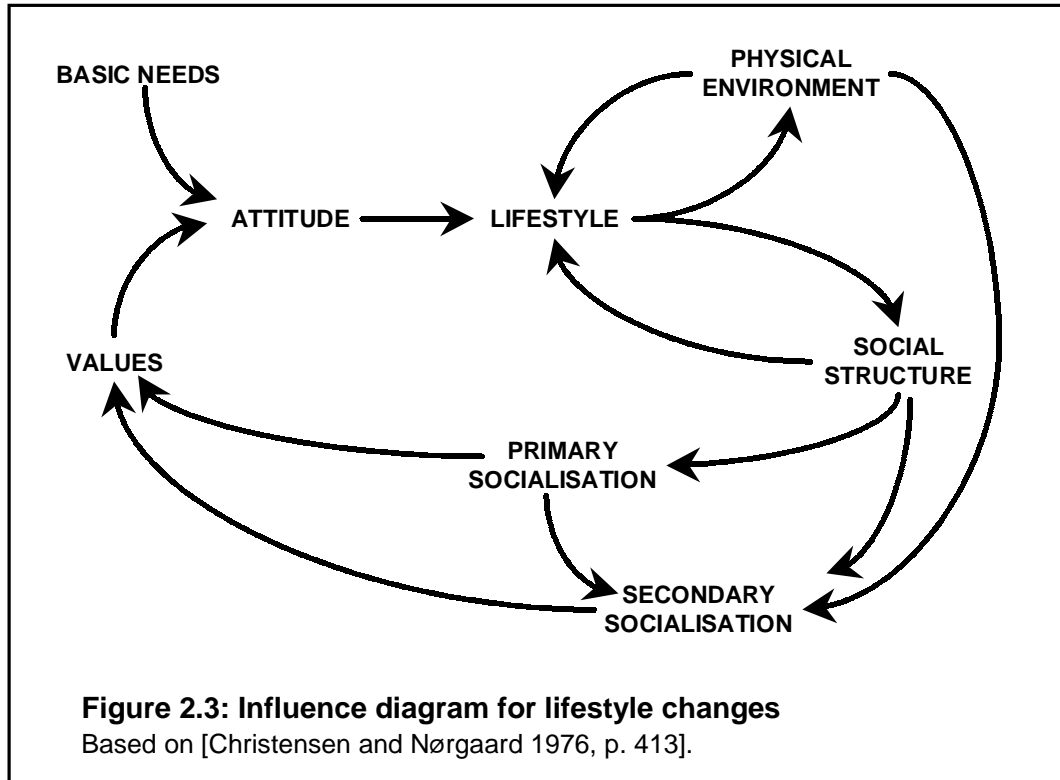 BASIC NEEDS
PHYSICAL
ENVIRONMENT
ATTITUDE
LIFESTYLE
VALUES
SOCIAL
STRUCTURE
PRIMARY
SOCIALISATION
SECONDARY
SOCIALISATION
Figure 2.3: Influence diagram for lifestyle changes
Based on [Christensen and Nørgaard 1976, p. 413].